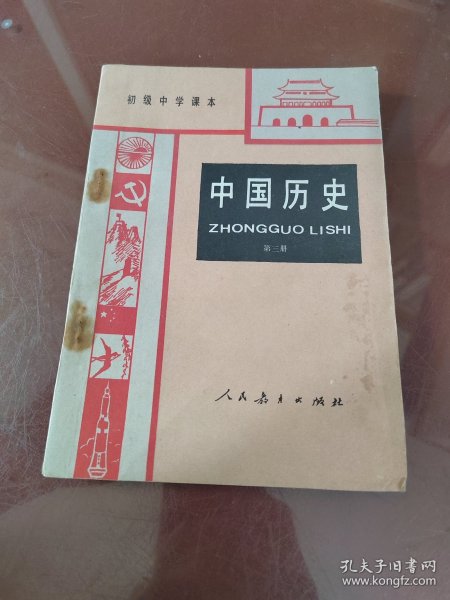 初级中学课本
中国历史
ZHONGGUO LISHI
第三册
人民教育出版社
孔夫子旧书网
www.kongfz.com